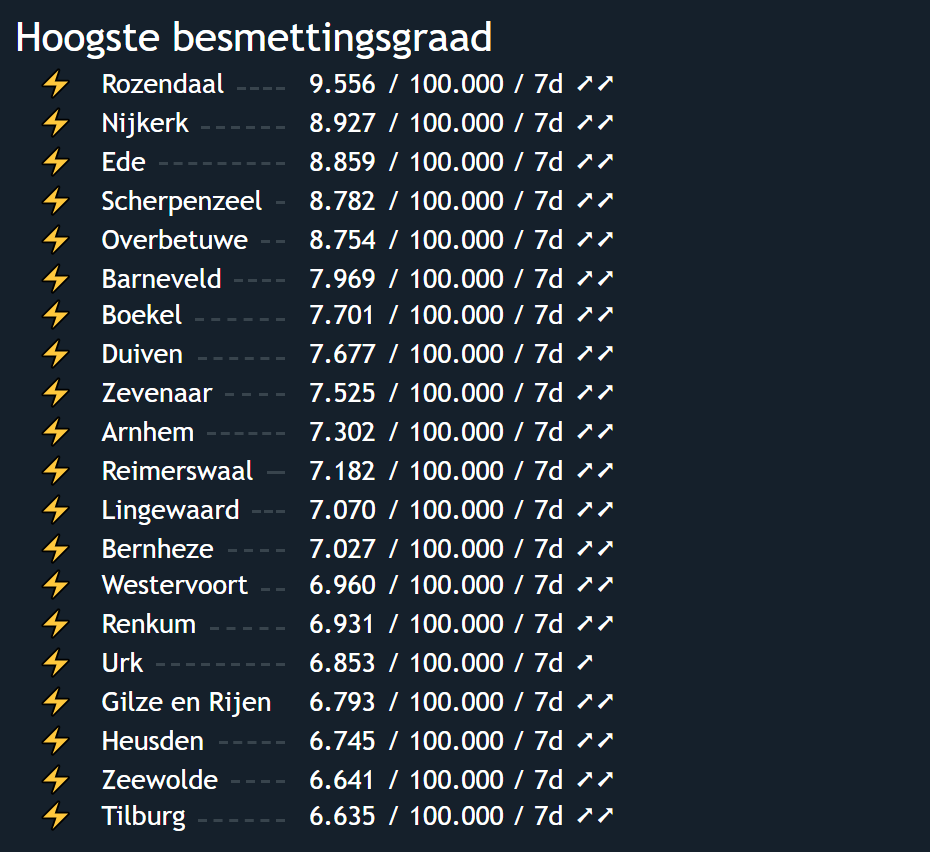 Hoogste besmettingsgraad
⚡ Rozendaal ---- 9.556 / 100.000 / 7d ➚➚
⚡ Nijkerk ------ 8.927 / 100.000 / 7d ➚➚
⚡ Ede --------- 8.859 / 100.000 / 7d ➚➚
⚡ Scherpenzeel - 8.782 / 100.000 / 7d ➚➚
⚡ Overbetuwe -- 8.754 / 100.000 / 7d ➚➚
⚡ Barneveld ---- 7.969 / 100.000 / 7d ➚➚
⚡ Boekel ------ 7.701 / 100.000 / 7d ➚➚
⚡ Duiven ------ 7.677 / 100.000 / 7d ➚➚
⚡ Zevenaar ---- 7.525 / 100.000 / 7d ➚➚
⚡ Arnhem ------ 7.302 / 100.000 / 7d ➚➚
⚡ Reimerswaal — 7.182 / 100.000 / 7d ➚➚
⚡ Lingewaard --- 7.070 / 100.000 / 7d ➚➚
⚡ Bernheze ---- 7.027 / 100.000 / 7d ➚➚
⚡ Westervoort -- 6.960 / 100.000 / 7d ➚➚
⚡ Renkum ----- 6.931 / 100.000 / 7d ➚➚
⚡ Urk --------- 6.853 / 100.000 / 7d ➚
⚡ Gilze en Rijen 6.793 / 100.000 / 7d ➚➚
⚡ Heusden ----- 6.745 / 100.000 / 7d ➚➚
⚡ Zeewolde ---- 6.641 / 100.000 / 7d ➚➚
⚡ Tilburg ------ 6.635 / 100.000 / 7d ➚➚